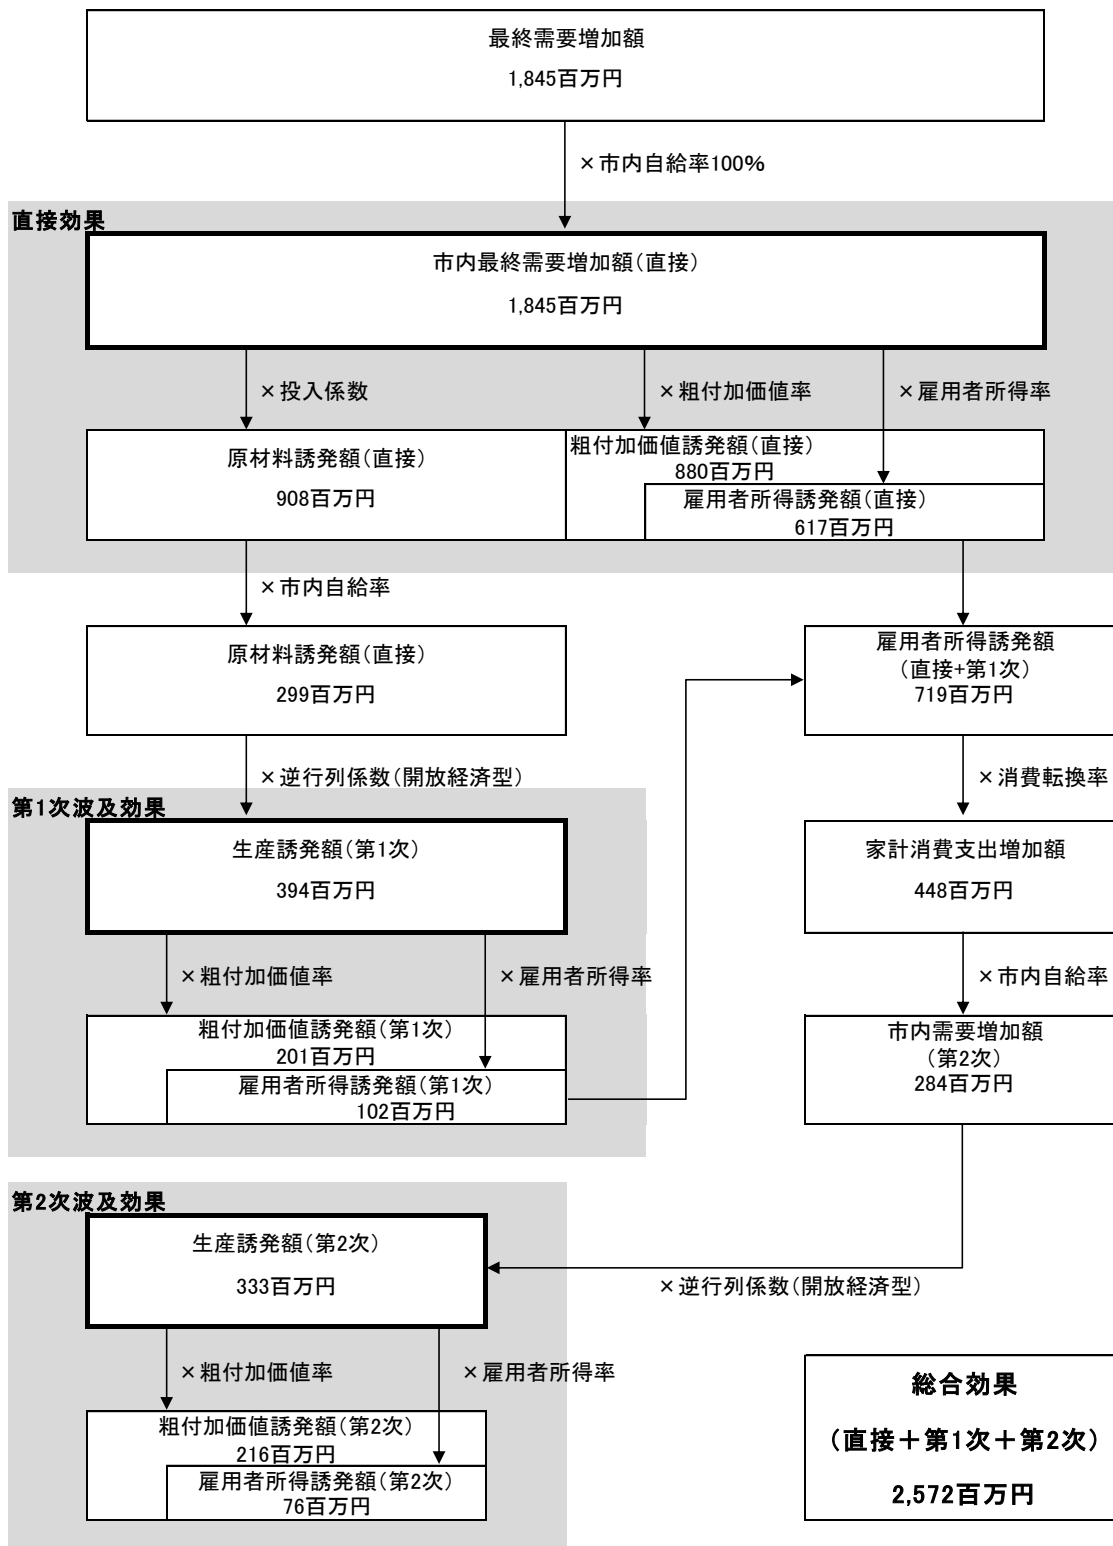 最終需要増加額
1,845百万円
×市内自給率100%
直接効果
市内最終需要増加額(直接)
1,845百万円
×投入係数
×粗付加価値率
×雇用者所得率
原材料誘発額(直接)
908百万円
粗付加価値誘発額(直接)
880百万円
雇用者所得誘発額(直接)
617百万円
×市内自給率
原材料誘発額(直接)
299百万円
雇用者所得誘発額
(直接+第1次)
719百万円
×逆行列係数(開放経済型)
×消費転換率
第1次波及効果
生産誘発額(第1次)
394百万円
家計消費支出増加額
448百万円
×粗付加価値率
×雇用者所得率
×市内自給率
粗付加価値誘発額(第1次)
201百万円
雇用者所得誘発額(第1次)
102百万円
市内需要増加額
(第2次)
284百万円
第2次波及効果
生産誘発額(第2次)
333百万円
×逆行列係数(開放経済型)
×粗付加価値率
×雇用者所得率
粗付加価値誘発額(第2次)
216百万円
雇用者所得誘発額(第2次)
76百万円
総合効果
(直接+第1次+第2次)
2,572百万円